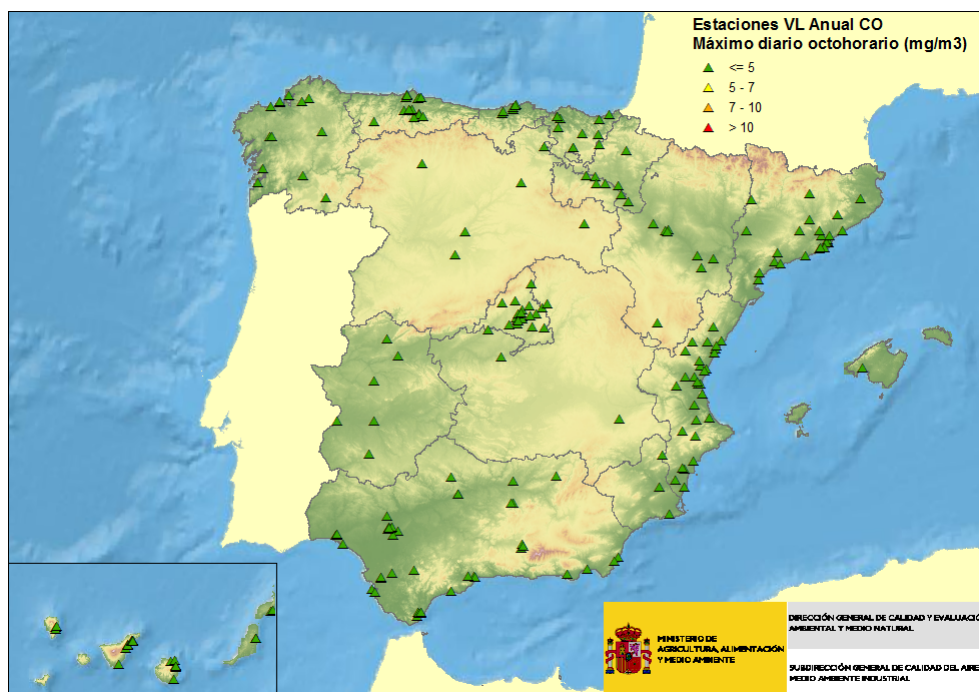 Estaciones VL Anual CO
Máximo diario octohorario (mg/m3)
<= 5
5 - 7
7 - 10
> 10
MINISTERIO DE
AGRICULTURA, ALIMENTACIÓN
Y MEDIO AMBIENTE
DIRECCIÓN GENERAL DE CALIDAD Y EVALUACIÓ
AMBIENTAL Y MEDIO NATURAL
SUBDIRECCIÓN GENERAL DE CALIDAD DEL AIRE
MEDIO AMBIENTE INDUSTRIAL